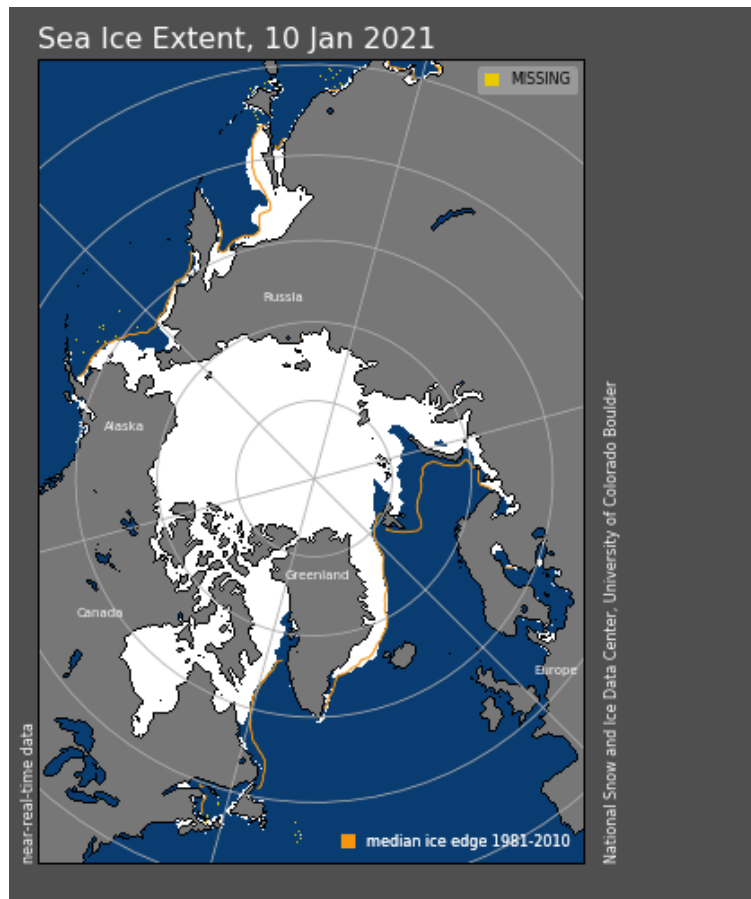 Sea Ice Extent, 10 Jan 2021
MISSING
Russia
Alaska
Greenland
Canada
Europe
near-real-time data
National Snow and Ice Data Center, University of Colorado Boulder
median ice edge 1981-2010